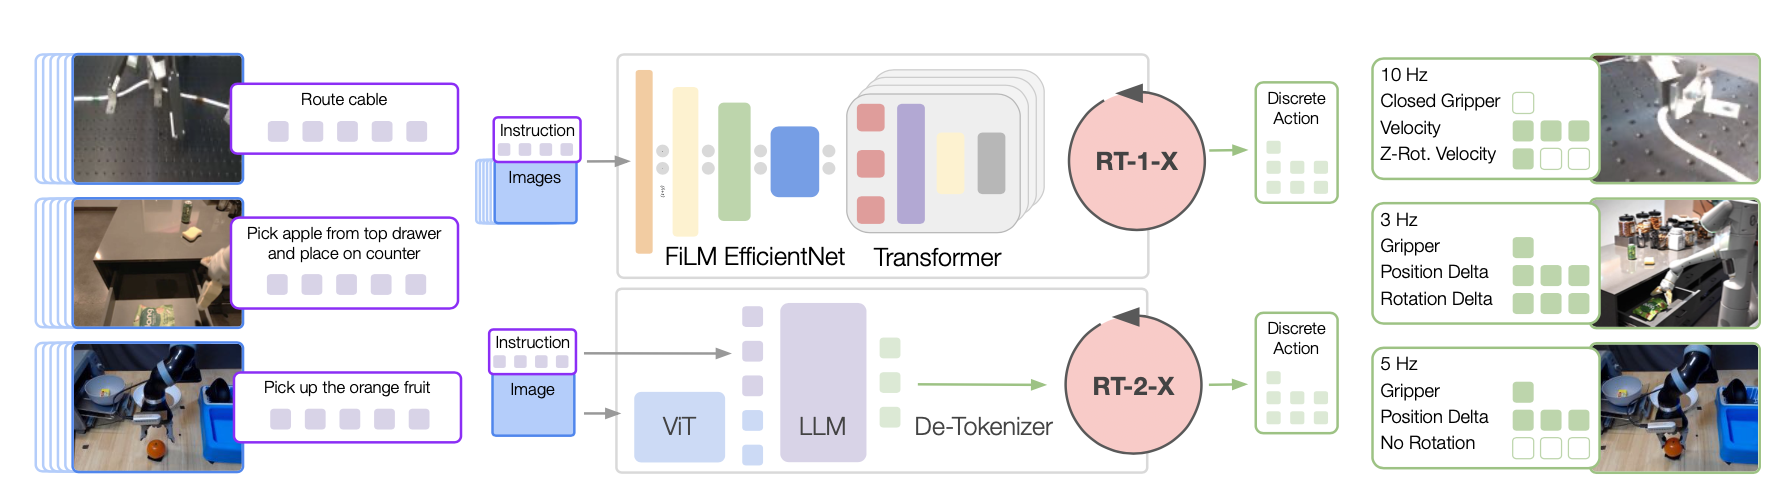 Route cable
Pick apple from top drawer
and place on counter
Pick up the orange fruit
Instruction
Images
FiLM EfficientNet
Transformer
RT-1-X
Discrete
Action
Instruction
Image
ViT
LLM
De-Tokenizer
RT-2-X
Discrete
Action
10 Hz
Closed Gripper
Velocity
Z-Rot. Velocity
3 Hz
Gripper
Position Delta
Rotation Delta
5 Hz
Gripper
Position Delta
No Rotation